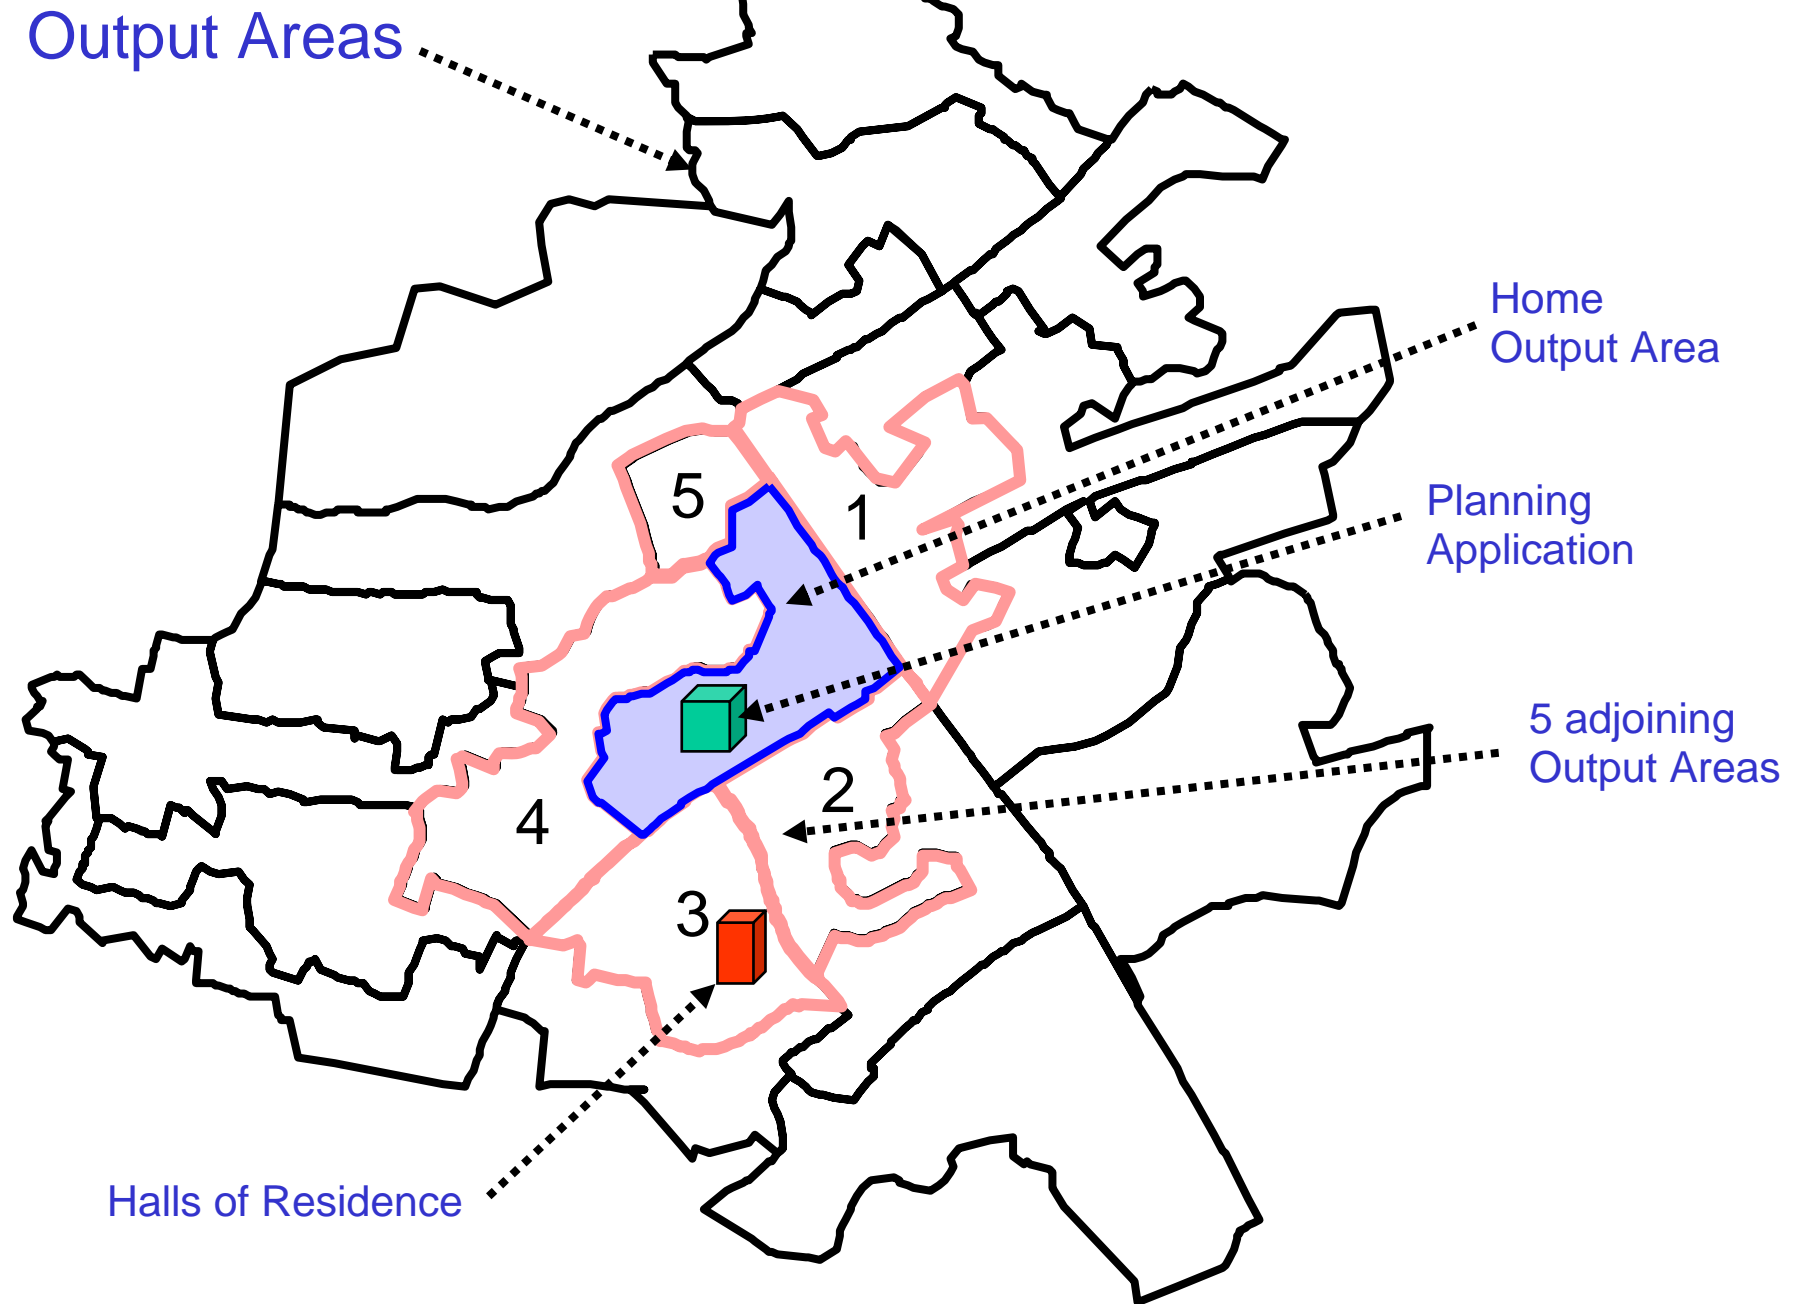 Output Areas
Home
Output Area
Planning
Application
5
1
5 adjoining
Output Areas
2
4
3
Halls of Residence